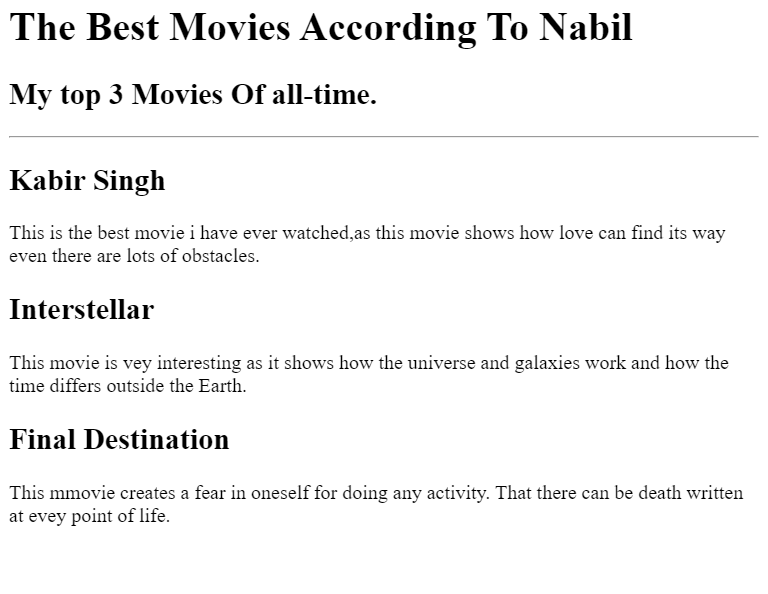 The Best Movies According To Nabil
My top 3 Movies Of all-time.
Kabir Singh
This is the best movie i have ever watched,as this movie shows how love can find its way
even there are lots of obstacles.
Interstellar
This movie is vey interesting as it shows how the universe and galaxies work and how the
time differs outside the Earth.
Final Destination
This mmovie creates a fear in oneself for doing any activity. That there can be death written
at evey point of life.